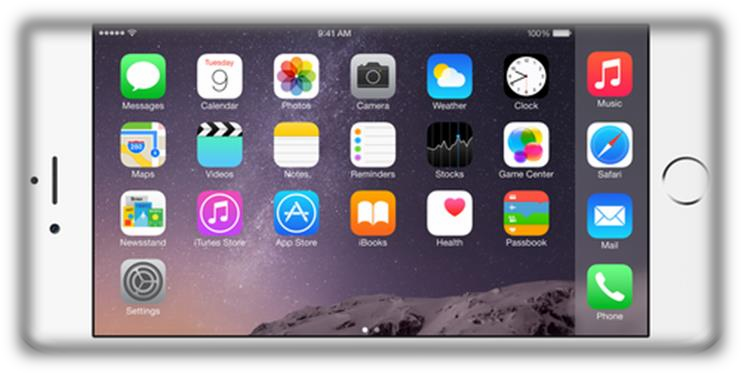 9:41 AM 100%
Tuesday
9
Messages Calendar Photos Camera Weather Clock Music
280
Maps Videos Notes Reminders Stocks Game Center Safari
Newsstand iTunes Store App Store iBooks Health Passbook Mail
Settings Phone